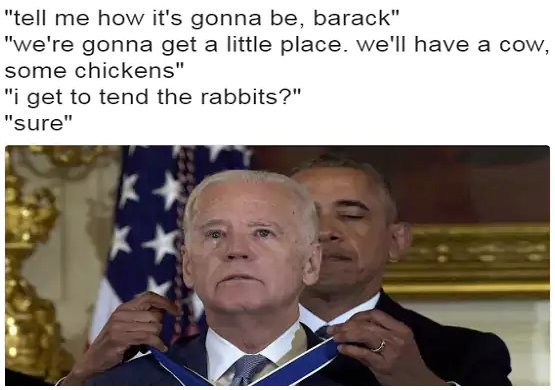 "tell me how it's gonna be, barack"
"we're gonna get a little place. we'll have a cow,
some chickens"
"i get to tend the rabbits?"
"sure"